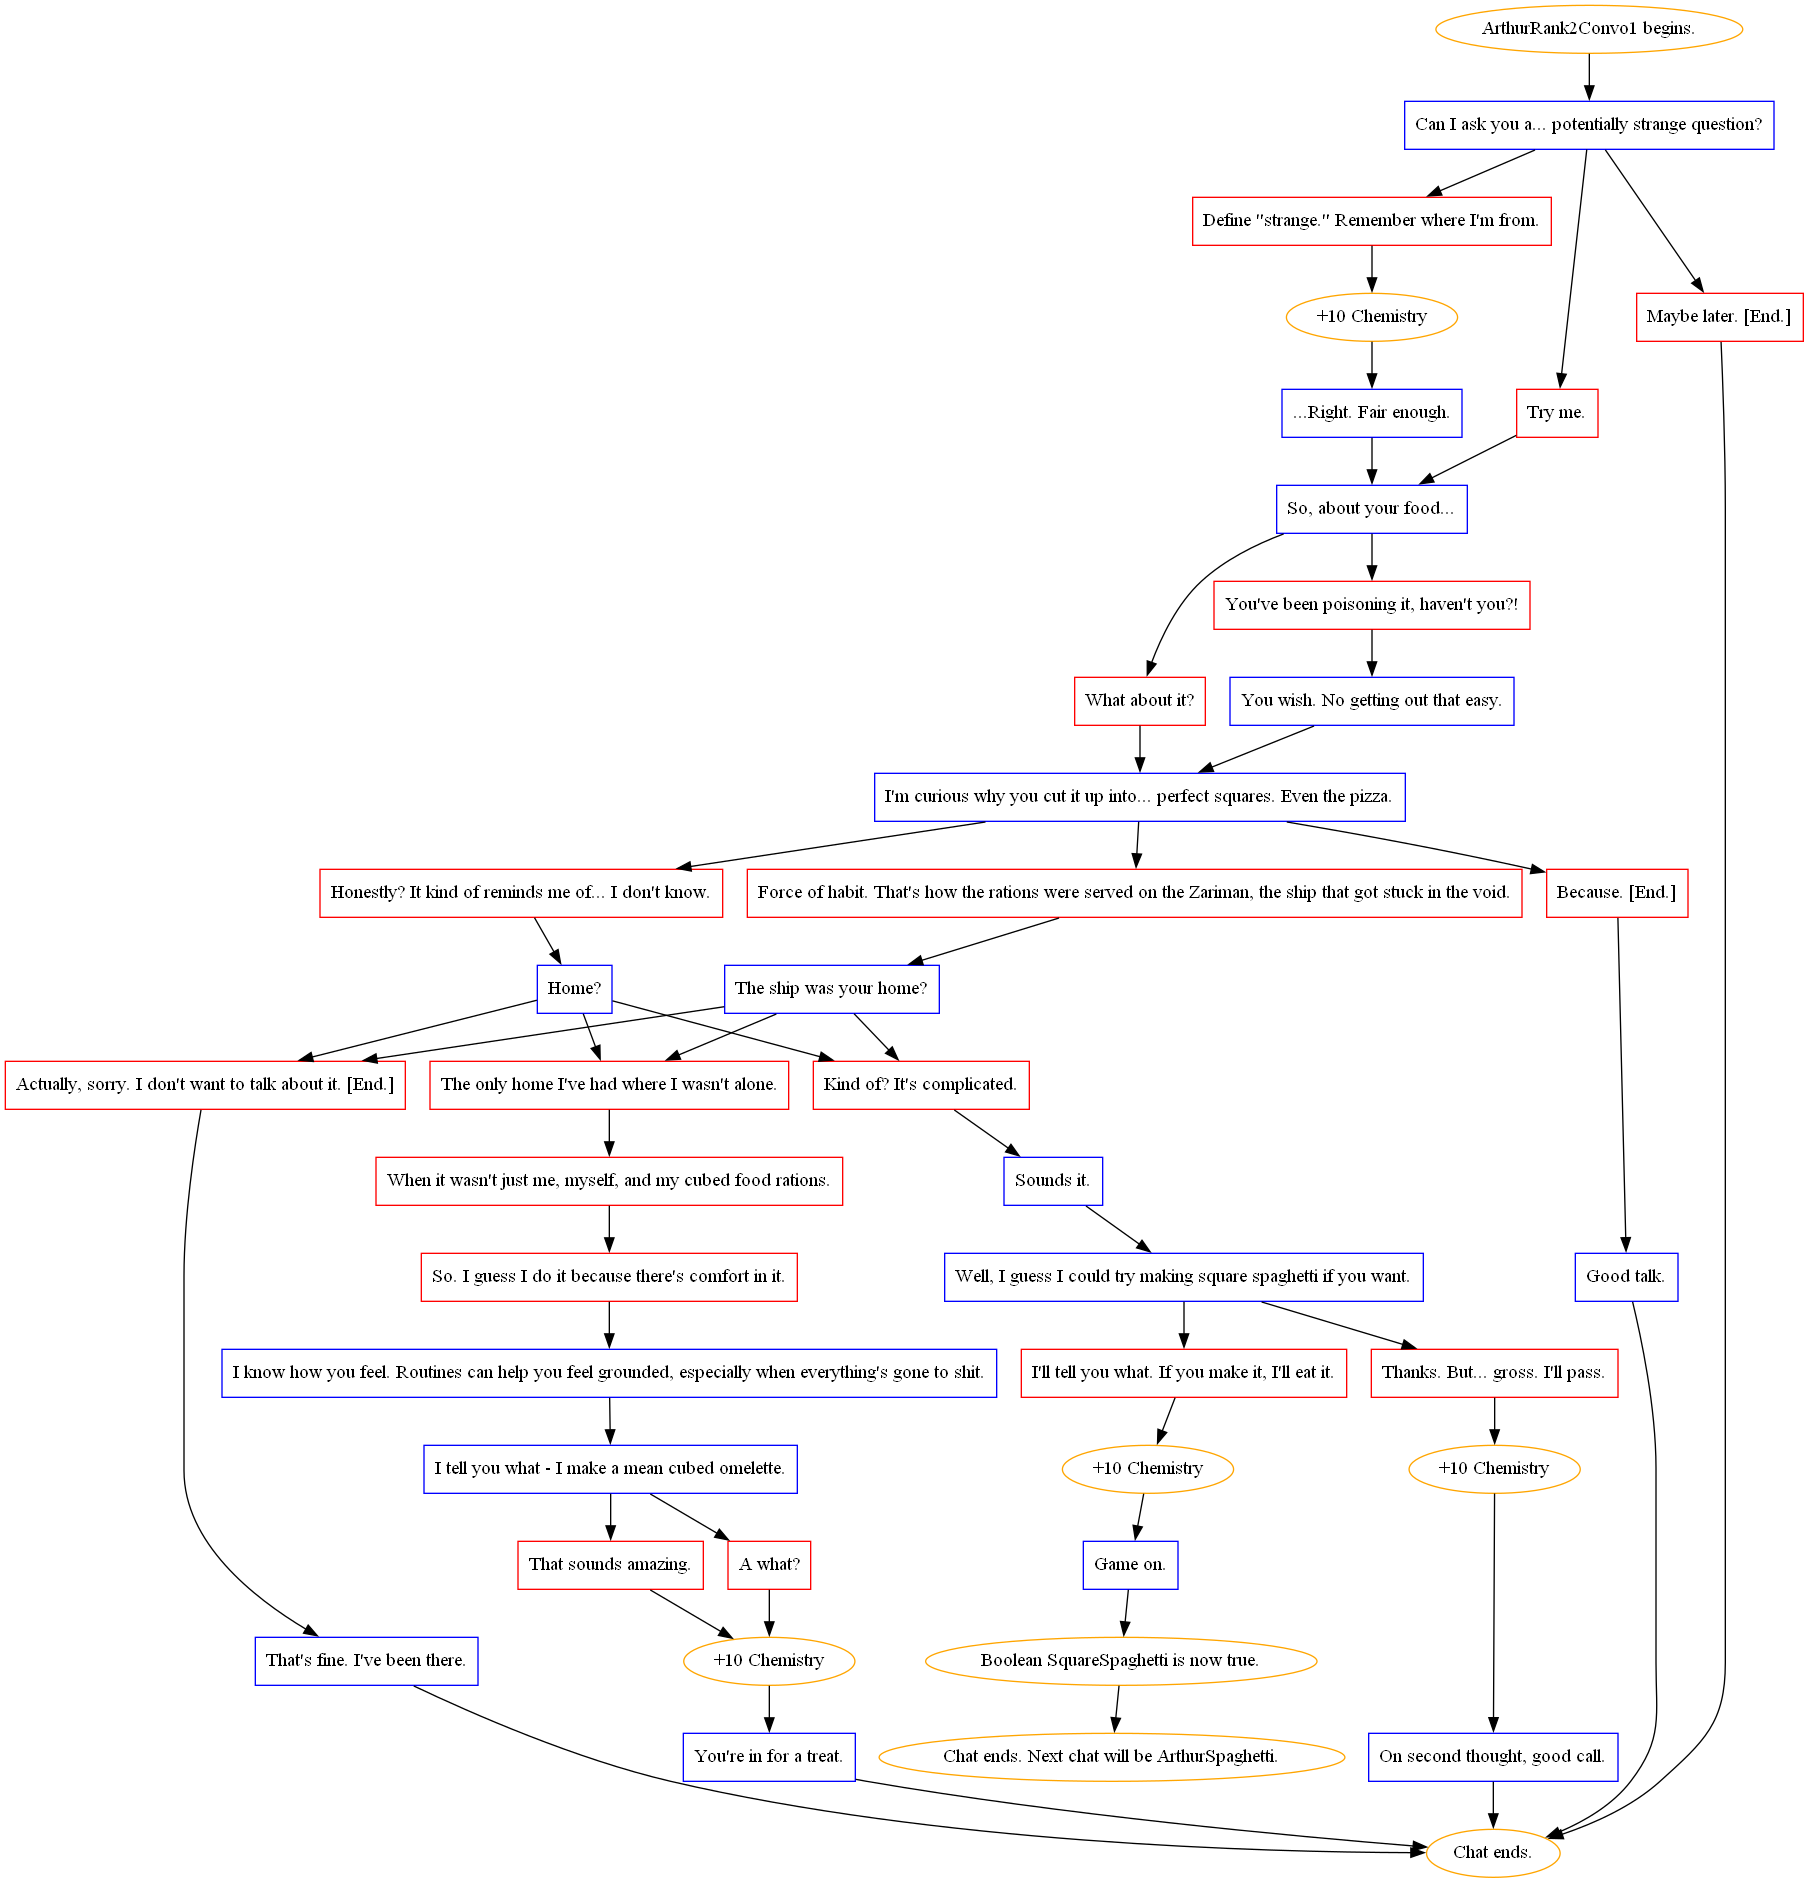 ArthurRank2Convo1 begins.
Can I ask you a... potentially strange question?
Define "strange." Remember where I'm from.
+10 Chemistry
Maybe later. [End.]
...Right. Fair enough.
Try me.
So, about your food...
You've been poisoning it, haven't you?!
What about it?
You wish. No getting out that easy.
I'm curious why you cut it up into... perfect squares. Even the pizza.
Honestly? It kind of reminds me of... I don't know.
Force of habit. That's how the rations were served on the Zariman, the ship that got stuck in the void.
Because. [End.]
Home?
The ship was your home?
Actually, sorry. I don't want to talk about it. [End.]
The only home I've had where I wasn't alone.
Kind of? It's complicated.
When it wasn't just me, myself, and my cubed food rations.
Sounds it.
So. I guess I do it because there's comfort in it.
Well, I guess I could try making square spaghetti if you want.
Good talk.
I know how you feel. Routines can help you feel grounded, especially when everything's gone to shit.
I'll tell you what. If you make it, I'll eat it.
Thanks. But... gross. I'll pass.
I tell you what - I make a mean cubed omelette.
+10 Chemistry
+10 Chemistry
That sounds amazing.
A what?
Game on.
That's fine. I've been there.
+10 Chemistry
Boolean SquareSpaghetti is now true.
You're in for a treat.
Chat ends. Next chat will be ArthurSpaghetti.
On second thought, good call.
Chat ends.